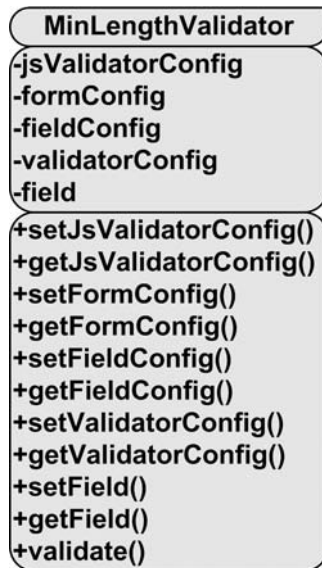 MinLengthValidator
-jsValidatorConfig
-formConfig
-fieldConfig
-validatorConfig
-field
+setJsValidatorConfig()
+getJsValidatorConfig()
+setFormConfig()
+getFormConfig()
+setFieldConfig()
+getFieldConfig()
+setValidatorConfig()
+getValidatorConfig()
+setField()
+getField()
+validate()